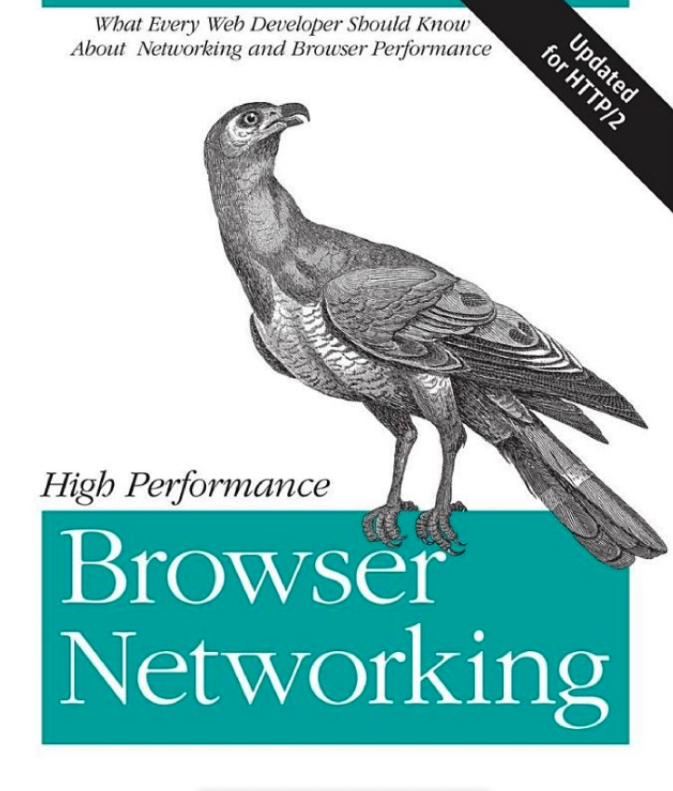 What Every Web Developer Should Know
About Networking and Browser Performance
Updated
for HTTP/2
High Performance
Browser
Networking